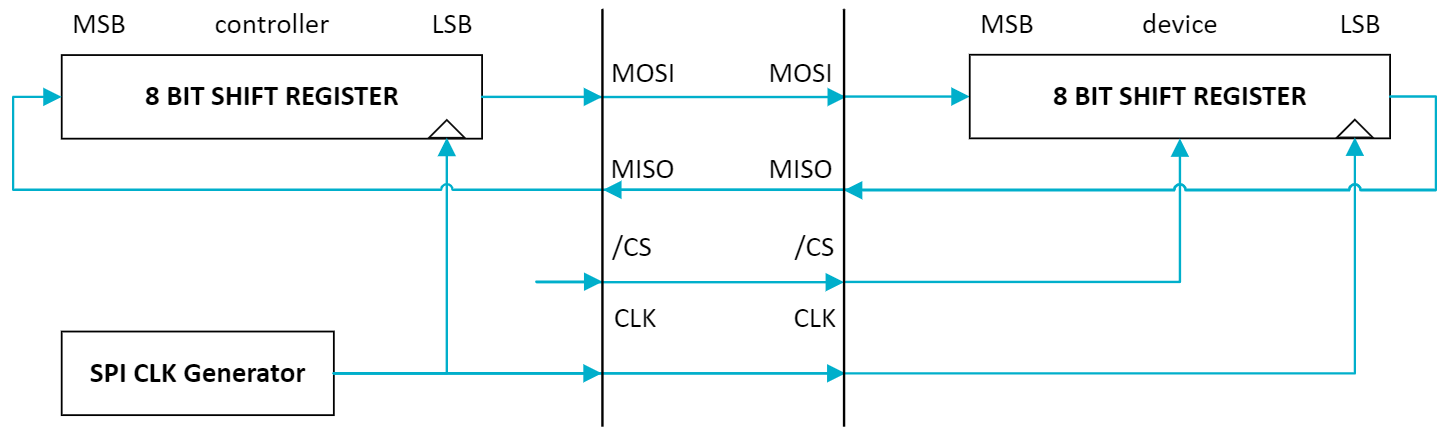 MSB controller LSB MSB device LSB
8 BIT SHIFT REGISTER MOSI MOSI 8 BIT SHIFT REGISTER
MISO MISO
/CS /CS
CLK CLK
SPI CLK Generator